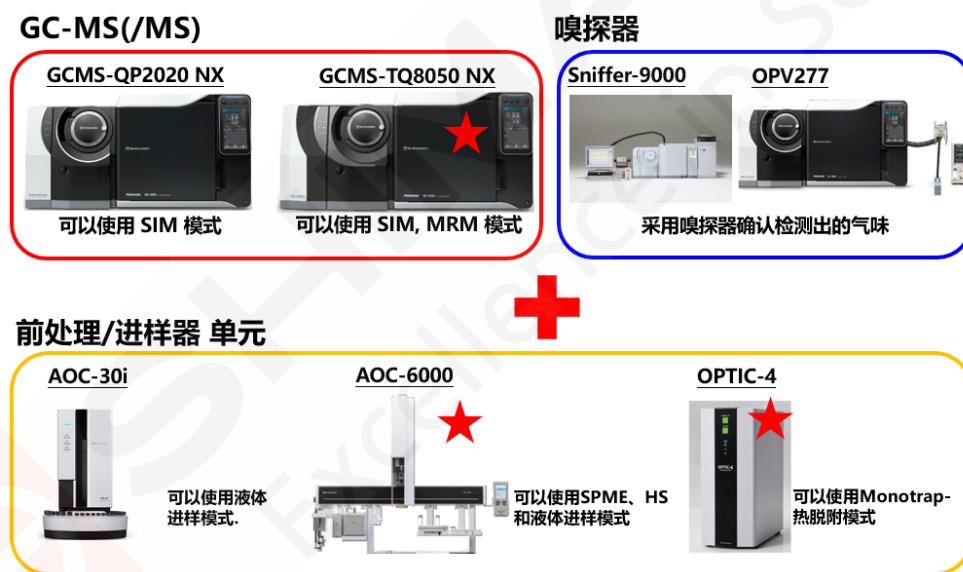 GC-MS(/MS)
嗅探器
GCMS-QP2020 NX
GCMS-TQ8050 NX
Sniffer-9000
OPV277
可以使用 SIM 模式
可以使用 SIM, MRM 模式
采用嗅探器确认检测出的气味
前处理/进样器 单元
AOC-30i
AOC-6000
OPTIC-4
OPTIC-4
可以使用液体
进样模式.
可以使用SPME、HS
和液体进样模式
可以使用Monotrap-
热脱附模式
Excellence in